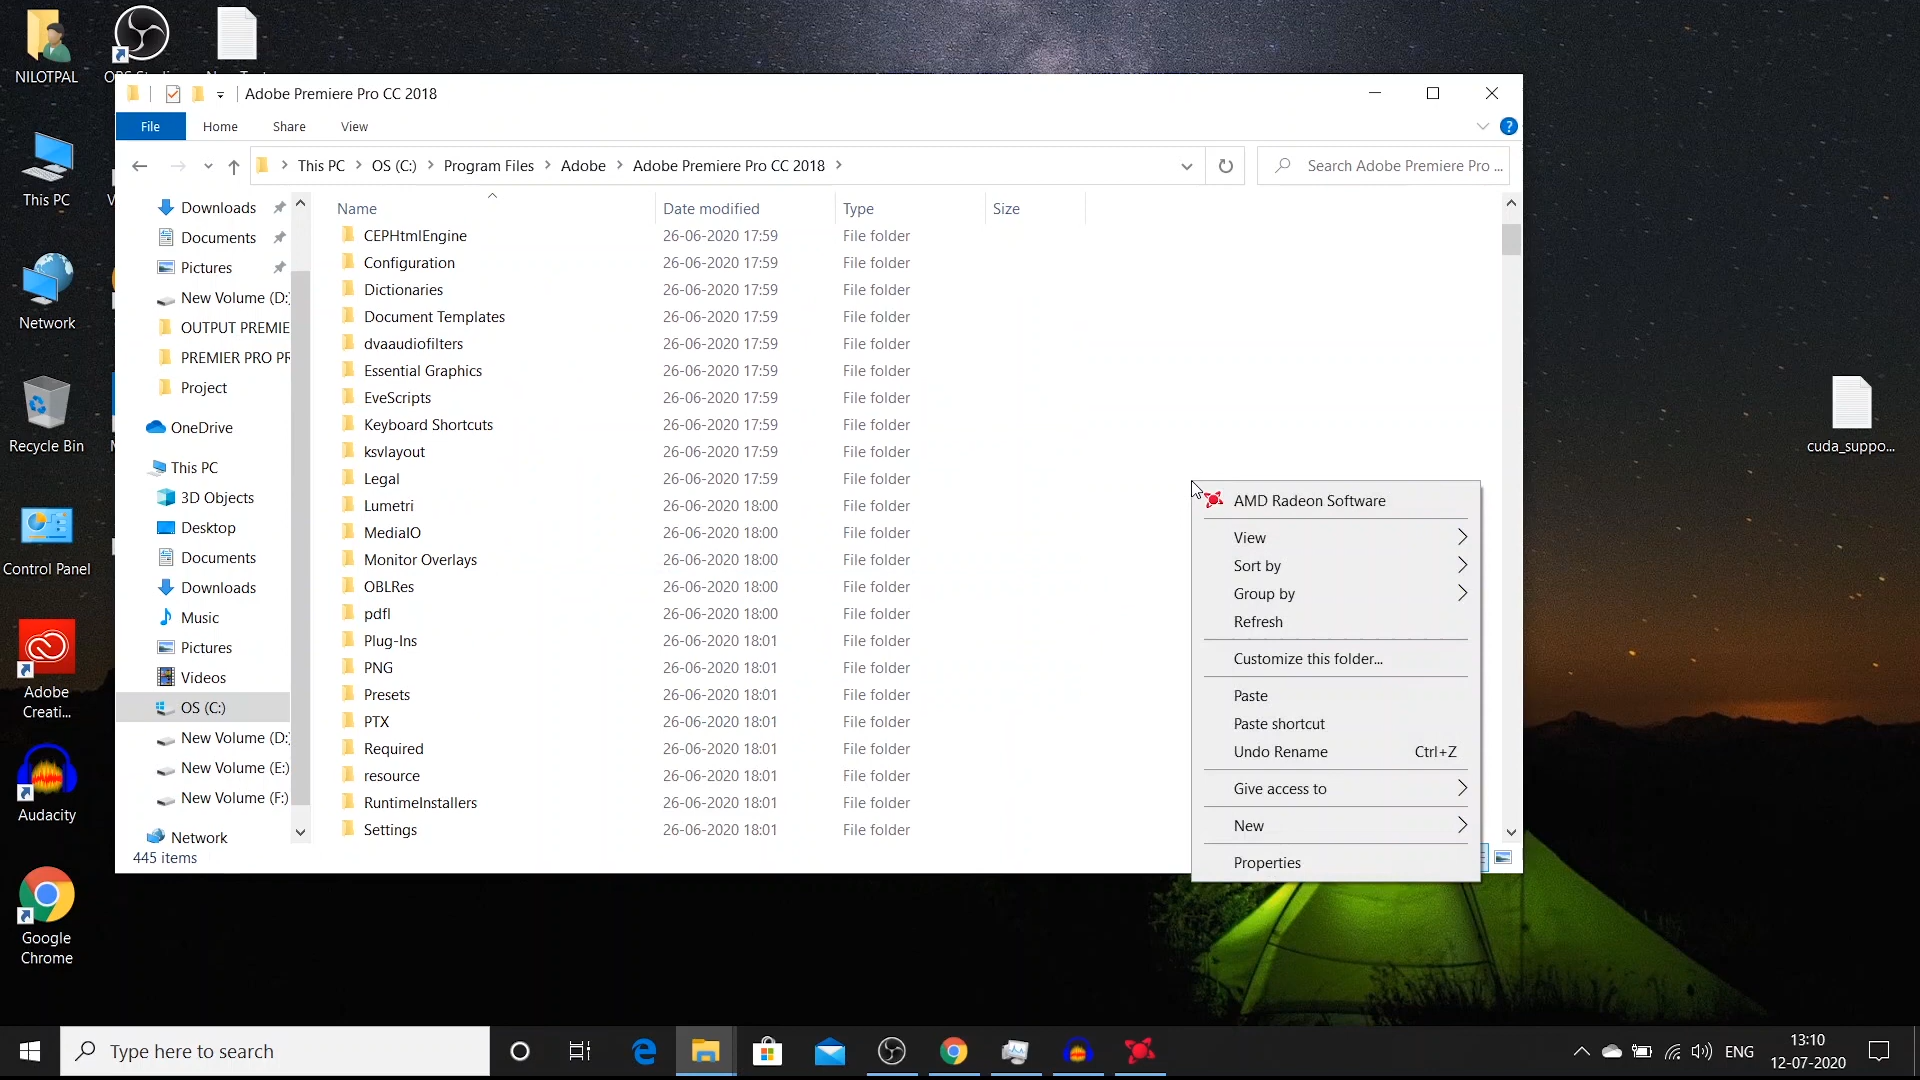 NILOTPAL
Adobe Premiere Pro CC 2018
File
Home
Share
View
This PC
OS (C:)
Program Files
Adobe
Adobe Premiere Pro CC 2018
Search Adobe Premiere Pro ...
This PC
Network
Recycle Bin
Control Panel
Adobe
Creati...
Audacity
Google
Chrome
Downloads
Documents
Pictures
New Volume (D:)
OUTPUT PREMIE
PREMIER PRO PR
Project
OneDrive
This PC
3D Objects
Desktop
Documents
Downloads
Music
Pictures
Videos
OS (C:)
New Volume (D:)
New Volume (E:)
New Volume (F:)
Network
445 items
Name Date modified Type Size
CEPHtmlEngine 26-06-2020 17:59 File folder
Configuration 26-06-2020 17:59 File folder
Dictionaries 26-06-2020 17:59 File folder
Document Templates 26-06-2020 17:59 File folder
dvaaudiofilters 26-06-2020 17:59 File folder
Essential Graphics 26-06-2020 17:59 File folder
EveScripts 26-06-2020 17:59 File folder
Keyboard Shortcuts 26-06-2020 17:59 File folder
ksvlayout 26-06-2020 17:59 File folder
Legal 26-06-2020 17:59 File folder
Lumetri 26-06-2020 18:00 File folder
MediaIO 26-06-2020 18:00 File folder
Monitor Overlays 26-06-2020 18:00 File folder
OBLRes 26-06-2020 18:00 File folder
pdfl 26-06-2020 18:00 File folder
Plug-Ins 26-06-2020 18:01 File folder
PNG 26-06-2020 18:01 File folder
Presets 26-06-2020 18:01 File folder
PTX 26-06-2020 18:01 File folder
Required 26-06-2020 18:01 File folder
resource 26-06-2020 18:01 File folder
RuntimeInstallers 26-06-2020 18:01 File folder
Settings 26-06-2020 18:01 File folder
AMD Radeon Software
View
Sort by
Group by
Refresh
Customize this folder...
Paste
Paste shortcut
Undo Rename Ctrl+Z
Give access to
New
Properties
cuda_suppo...
Type here to search
ENG
13:10
12-07-2020